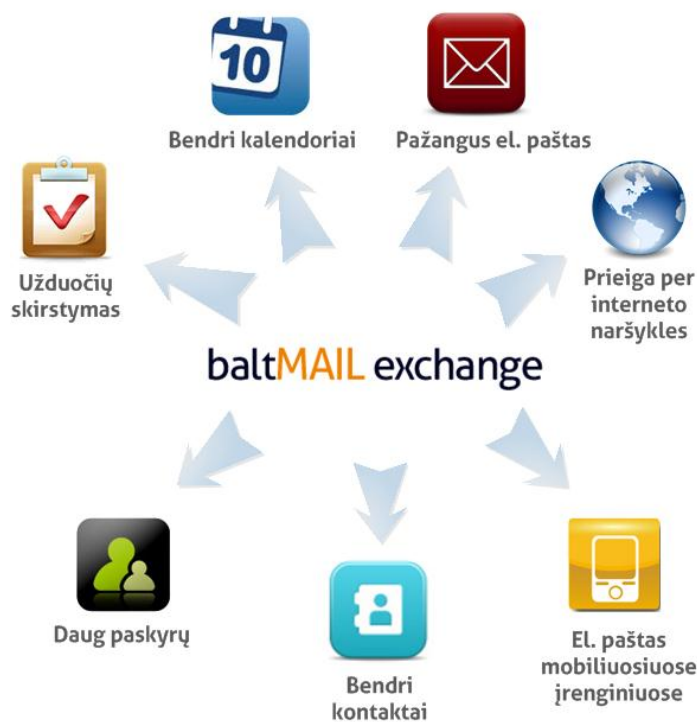 10
Bendri kalendoriai
Pažangus el. paštas
Užduočių
skirstymas
Prieiga per
interneto
naršykles
baltMAIL exchange
Daug paskyrų
Bendri
kontaktai
El. paštas
mobiliuosiuose
įrenginiuose